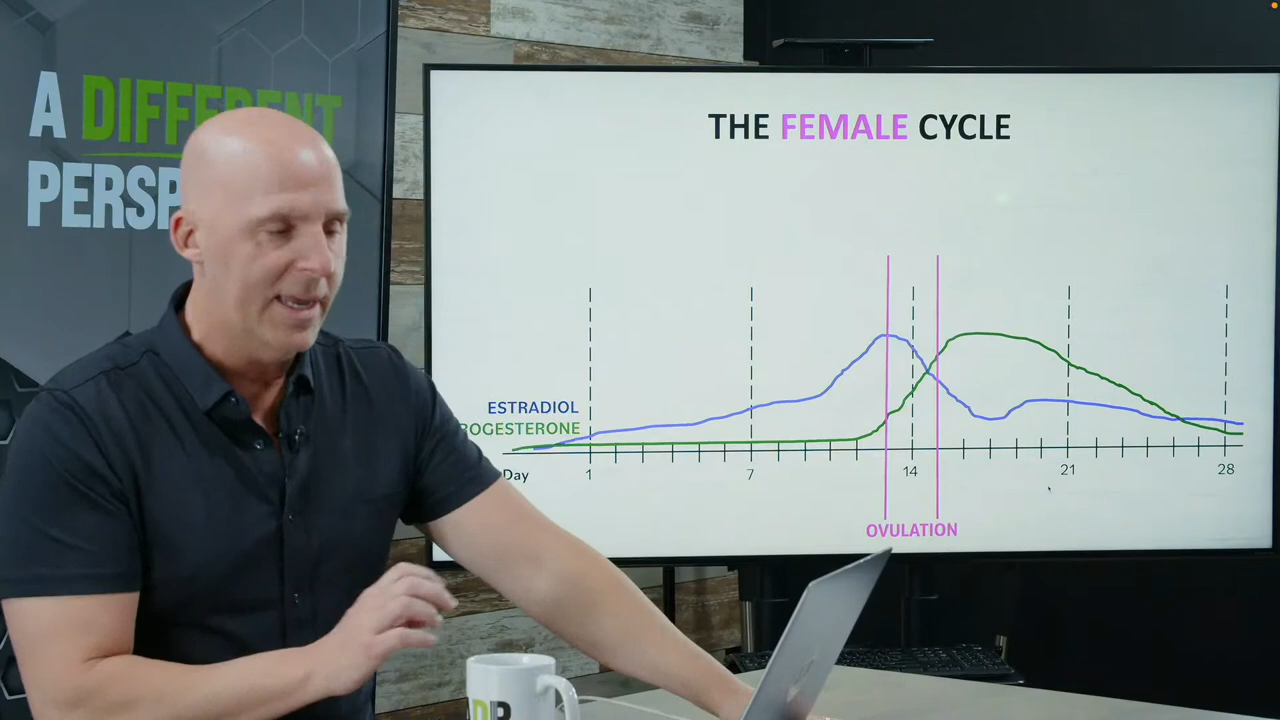 A DIFFERENT
PERSP
THE FEMALE CYCLE
ESTRADIOL
ROGESTERONE
Day
1
7
14
21
28
OVULATION